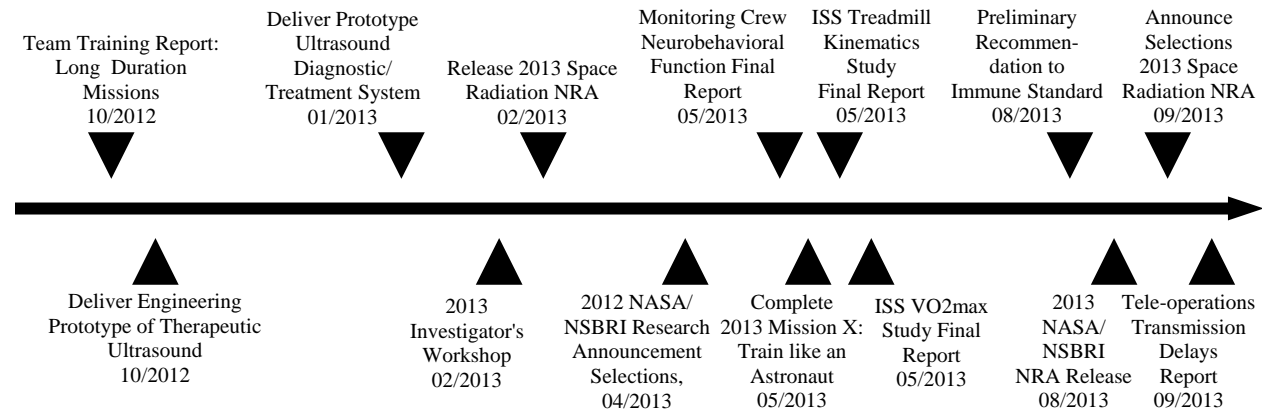 Team Training Report:
Long Duration
Missions
10/2012
Deliver Prototype
Ultrasound
Diagnostic/
Treatment System
01/2013
Release 2013 Space
Radiation NRA
02/2013
Monitoring Crew
Neurobehavioral
Function Final
Report
05/2013
ISS Treadmill
Kinematics
Study
Final Report
05/2013
Preliminary
Recommen-
dation to
Immune Standard
08/2013
Announce
Selections
2013 Space
Radiation NRA
09/2013
Deliver Engineering
Prototype of Therapeutic
Ultrasound
10/2012
2013
Investigator's
Workshop
02/2013
2012 NASA/
NSBRI Research
Announcement
Selections,
04/2013
Complete
2013 Mission X:
Train like an
Astronaut
05/2013
ISS VO2max
Study Final
Report
05/2013
2013
NASA/
NSBRI
NRA Release
08/2013
Tele-operations
Transmission
Delays
Report
09/2013